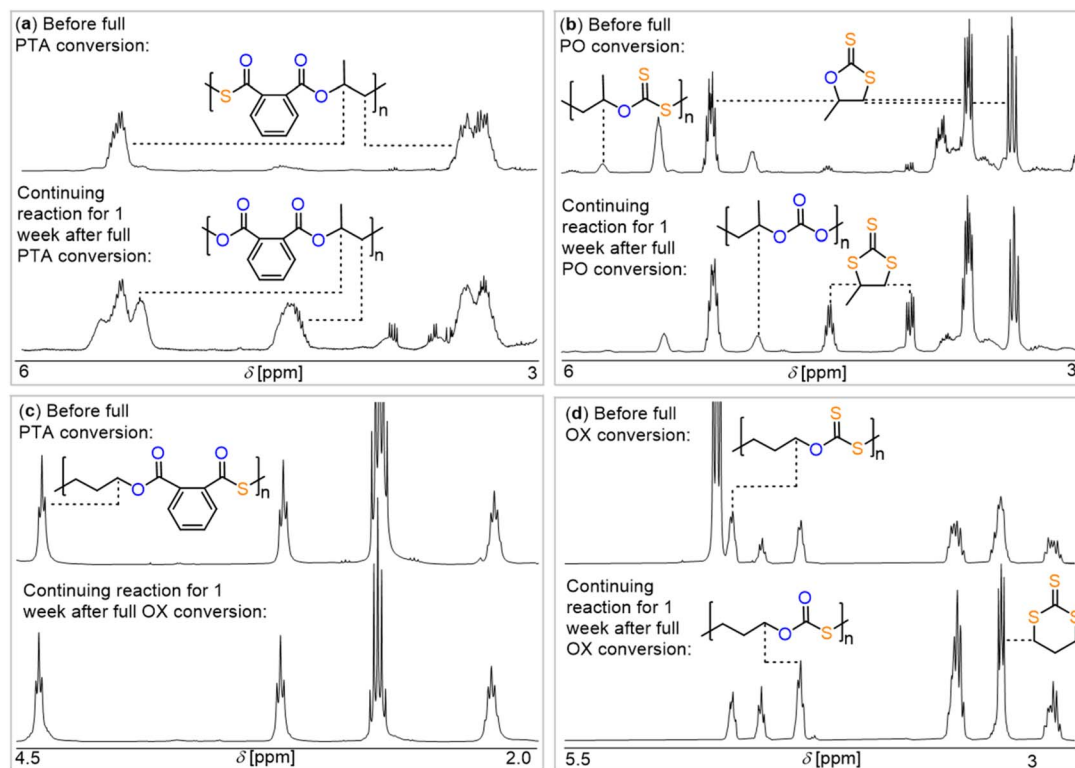 (a) Before full
PTA conversion:
O
O
S
O
n
Continuing
reaction for 1
week after full
PTA conversion:
O
O
O
O
n
6
δ [ppm]
3
(b) Before full
PO conversion:
S
O
S
n
S
O
S
Continuing
reaction for 1
week after full
PO conversion:
O
O
O
n
S
S
S
6
δ [ppm]
3
(c) Before full
PTA conversion:
O
O
O
S
n
Continuing reaction for 1
week after full OX conversion:
4.5
δ [ppm]
2.0
(d) Before full
OX conversion:
S
O
S
n
Continuing
reaction for 1
week after full
OX conversion:
O
O
S
n
S
S
S
5.5
δ [ppm]
3